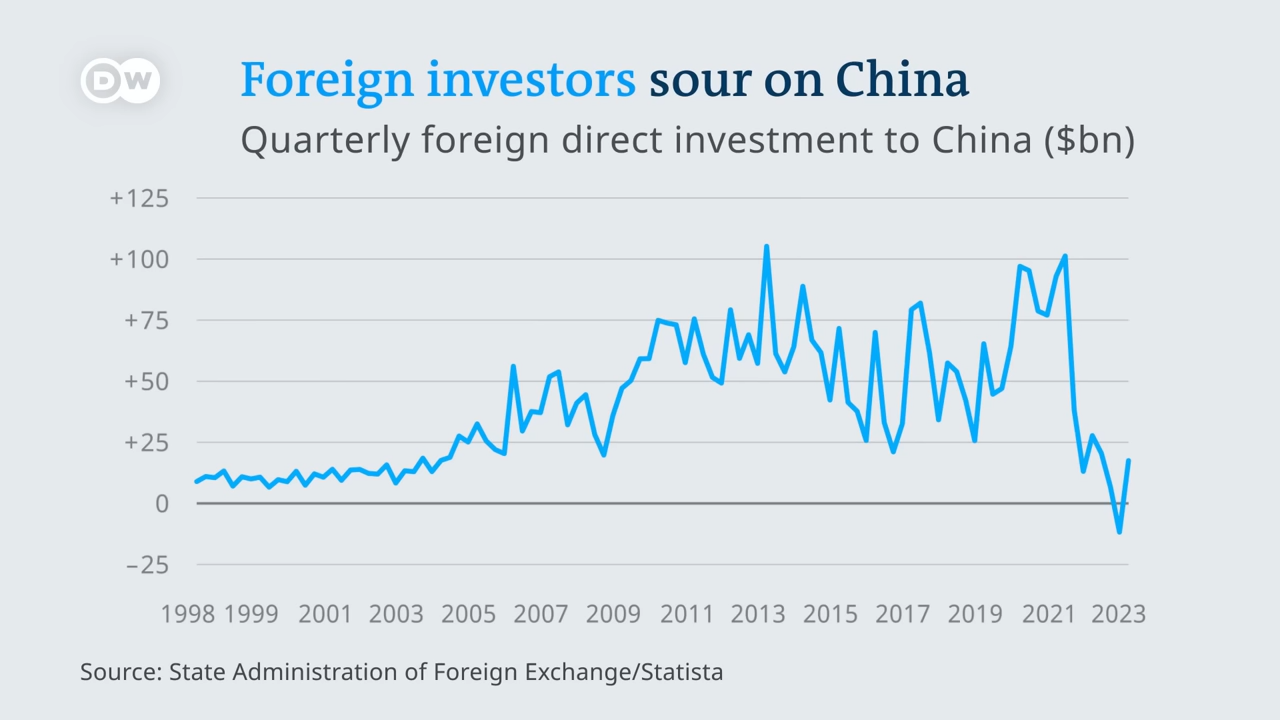 DW
Foreign investors sour on China
Quarterly foreign direct investment to China ($bn)
+125
+100
+75
+50
+25
0
−25
1998 1999 2001 2003 2005 2007 2009 2011 2013 2015 2017 2019 2021 2023
Source: State Administration of Foreign Exchange/Statista